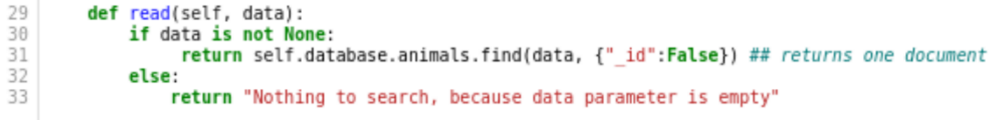 29     def read(self, data):
30         if data is not None:
31              return self.database.animals.find(data, {"_id":False}) ## returns one document
32         else:
33             return "Nothing to search, because data parameter is empty"